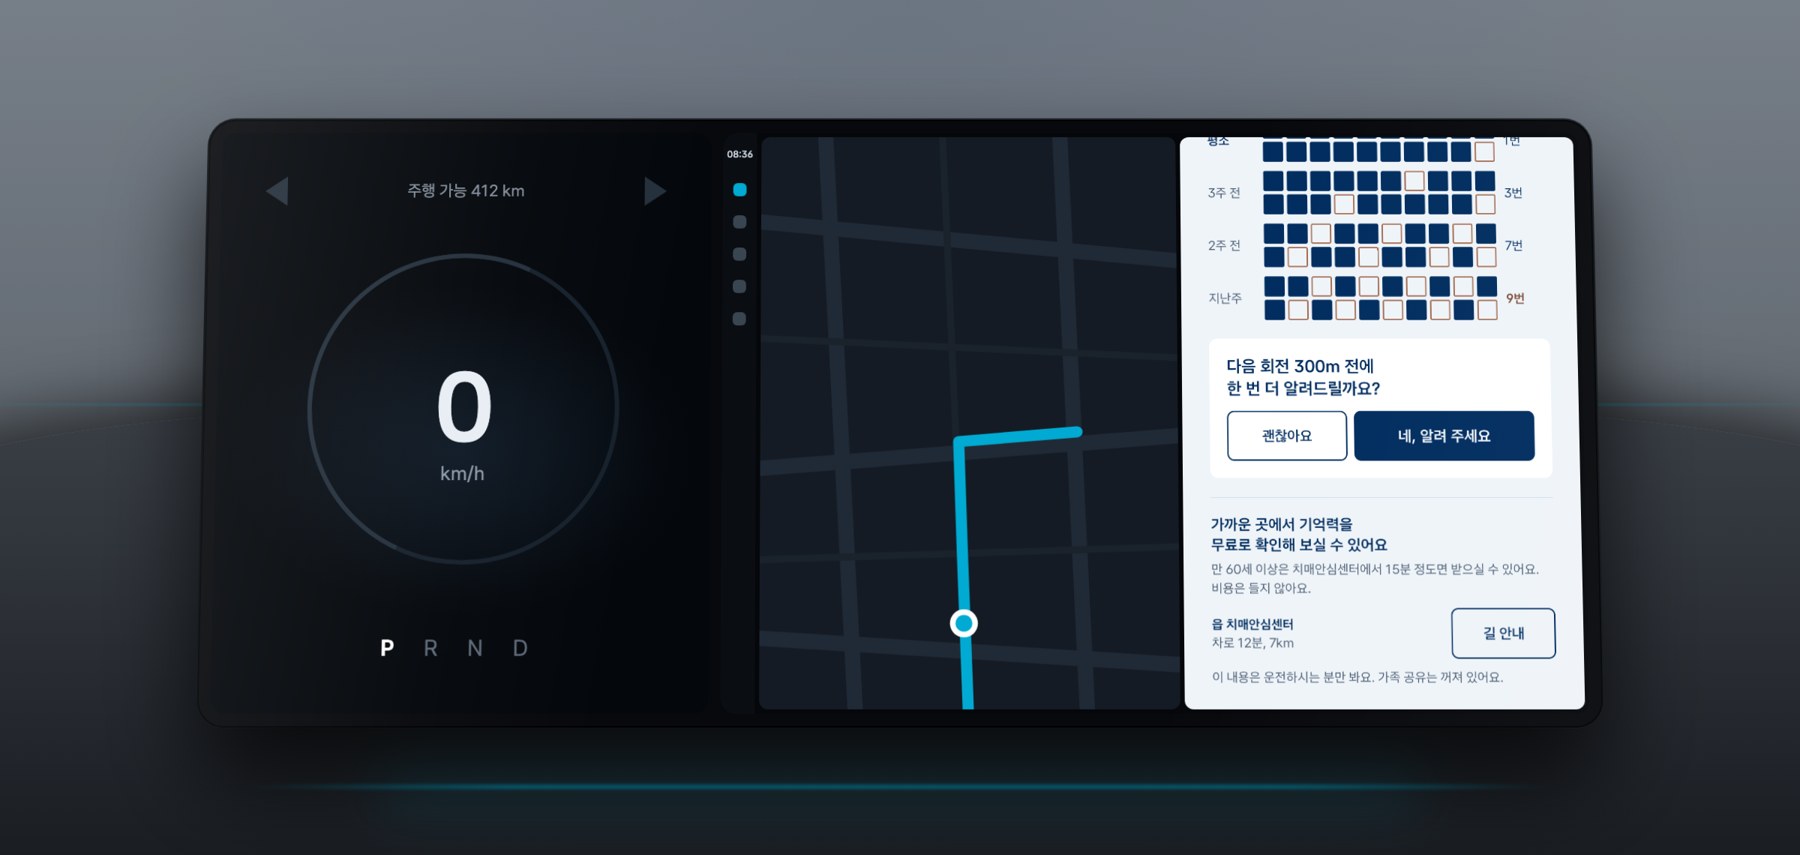 주행 가능 412 km
0
km/h
P R N D
08:36
평소
1번
3주 전
3번
2주 전
7번
지난주
9번
다음 회전 300m 전에
한 번 더 알려드릴까요?
괜찮아요
네, 알려 주세요
가까운 곳에서 기억력을
무료로 확인해 보실 수 있어요
만 60세 이상은 치매안심센터에서 15분 정도면 받으실 수 있어요.
비용은 들지 않아요.
읍 치매안심센터
차로 12분, 7km
길 안내
이 내용은 운전하시는 분만 봐요. 가족 공유는 꺼져 있어요.